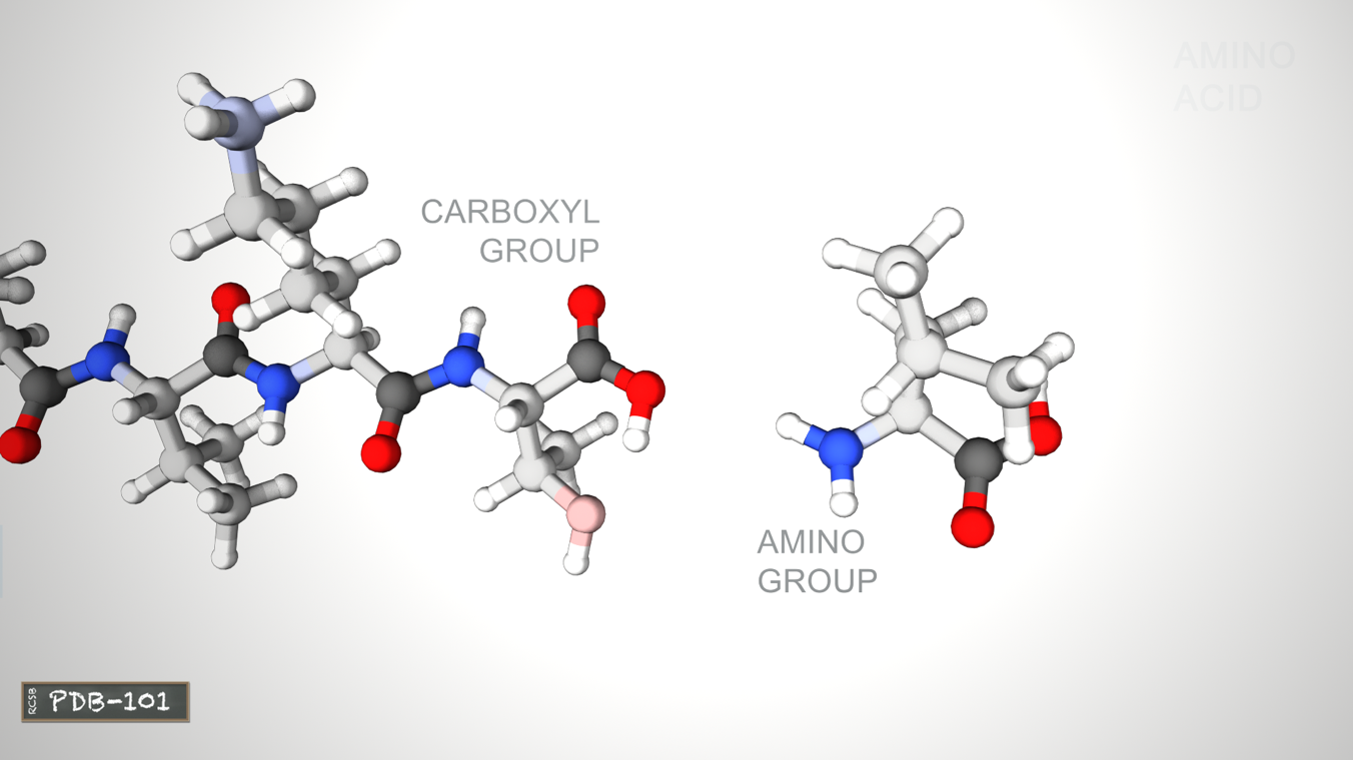 AMINO
ACID
CARBOXYL
GROUP
AMINO
GROUP
RCSB PDB-101